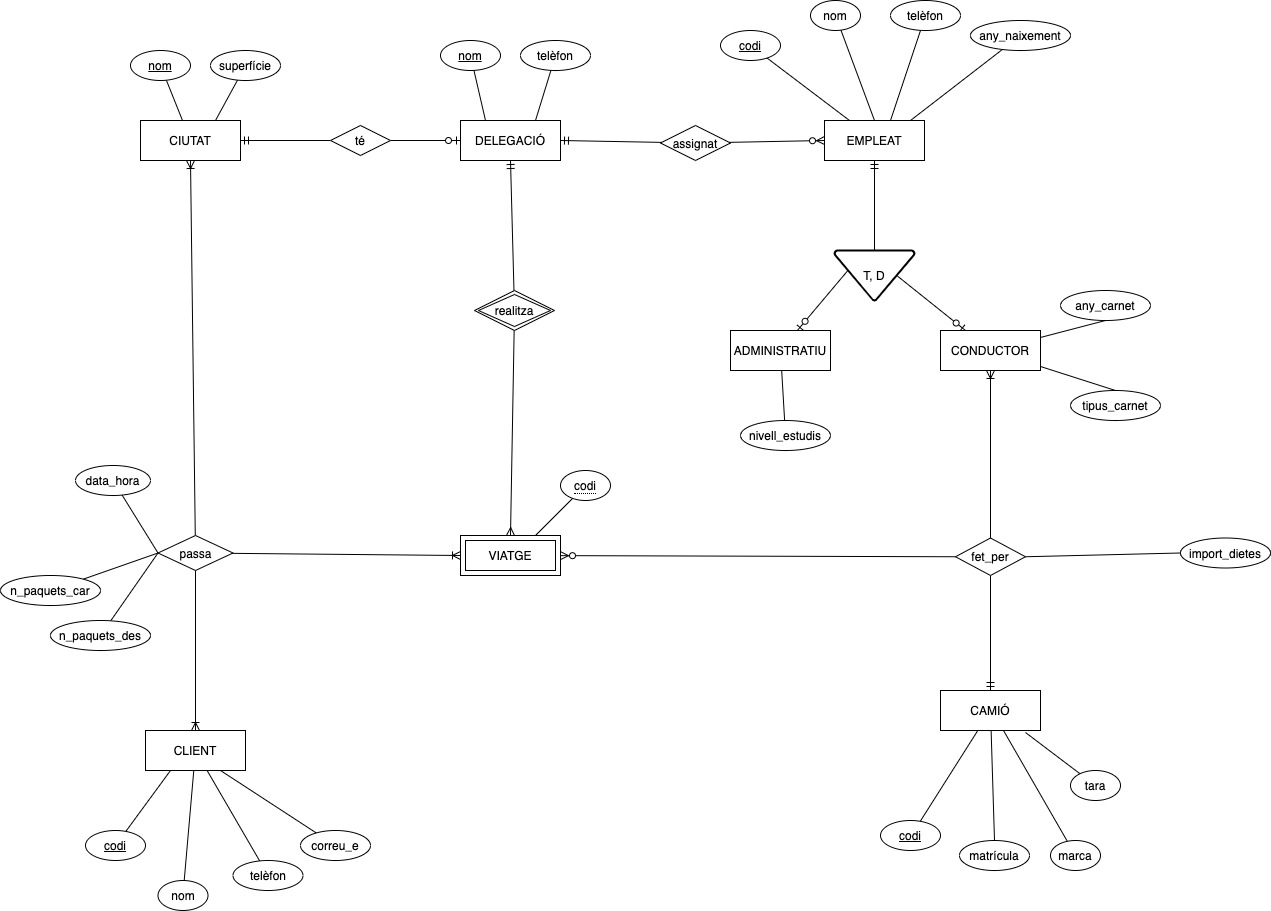 nom
telèfon
any_naixement
codi
nom
telèfon
nom
superfície
CIUTAT
té
DELEGACIÓ
assignat
EMPLEAT
T, D
realitza
any_carnet
ADMINISTRATIU
CONDUCTOR
tipus_carnet
nivell_estudis
data_hora
codi
passa
VIATGE
fet_per
import_dietes
n_paquets_car
n_paquets_des
CAMIÓ
CLIENT
tara
codi
matrícula
marca
codi
correu_e
telèfon
nom